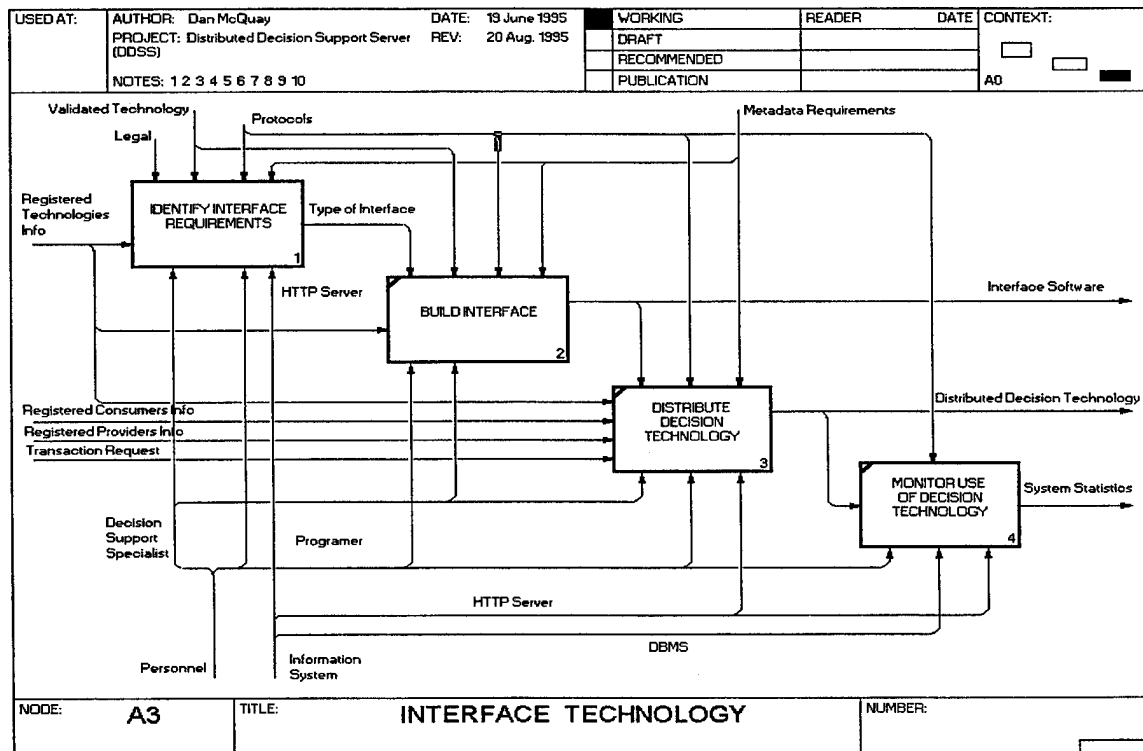 USED AT:
AUTHOR: Dan McQuay
DATE: 19 June 1995
PROJECT: Distributed Decision Support Server
(DDSS)
REV: 20 Aug. 1995
NOTES: 1 2 3 4 5 6 7 8 9 10
WORKING
DRAFT
RECOMMENDED
PUBLICATION
READER DATE
CONTEXT:
A0
Validated Technology
Protocols
Legal
Metadata Requirements
Registered
Technologies
Info
IDENTIFY INTERFACE
REQUIREMENTS
1
Type of Interface
HTTP Server
BUILD INTERFACE
2
Interface Software
Registered Consumers Info
Registered Providers Info
Transaction Request
DISTRIBUTE
DECISION
TECHNOLOGY
3
Distributed Decision Technology
MONITOR USE
OF DECISION
TECHNOLOGY
4
System Statistics
Decision
Support
Specialist
Programer
HTTP Server
DBMS
Personnel
Information
System
NODE:
A3
TITLE:
INTERFACE TECHNOLOGY
NUMBER: